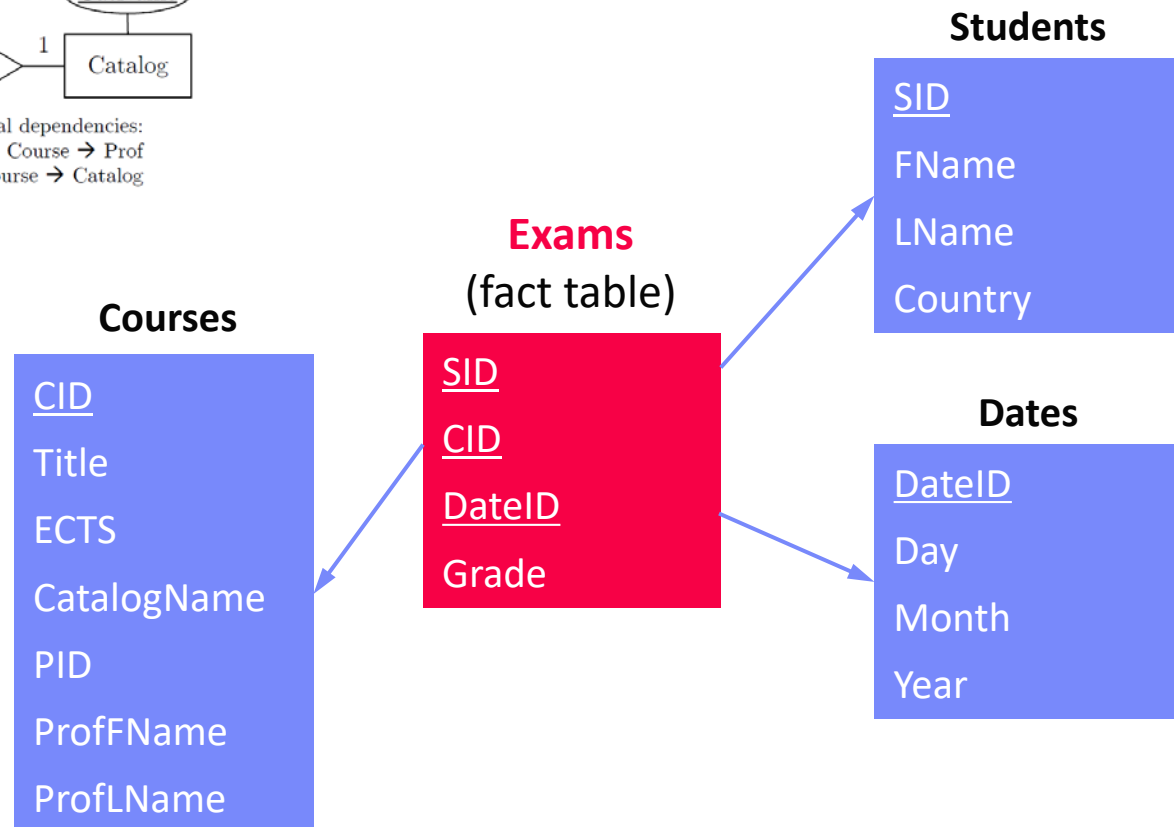 1
Catalog
al dependencies:
Course → Prof
urse → Catalog
Students
SID
FName
LName
Country
Exams
(fact table)
Courses
CID
Title
ECTS
CatalogName
PID
ProfFName
ProfLName
SID
CID
DateID
Grade
Dates
DateID
Day
Month
Year